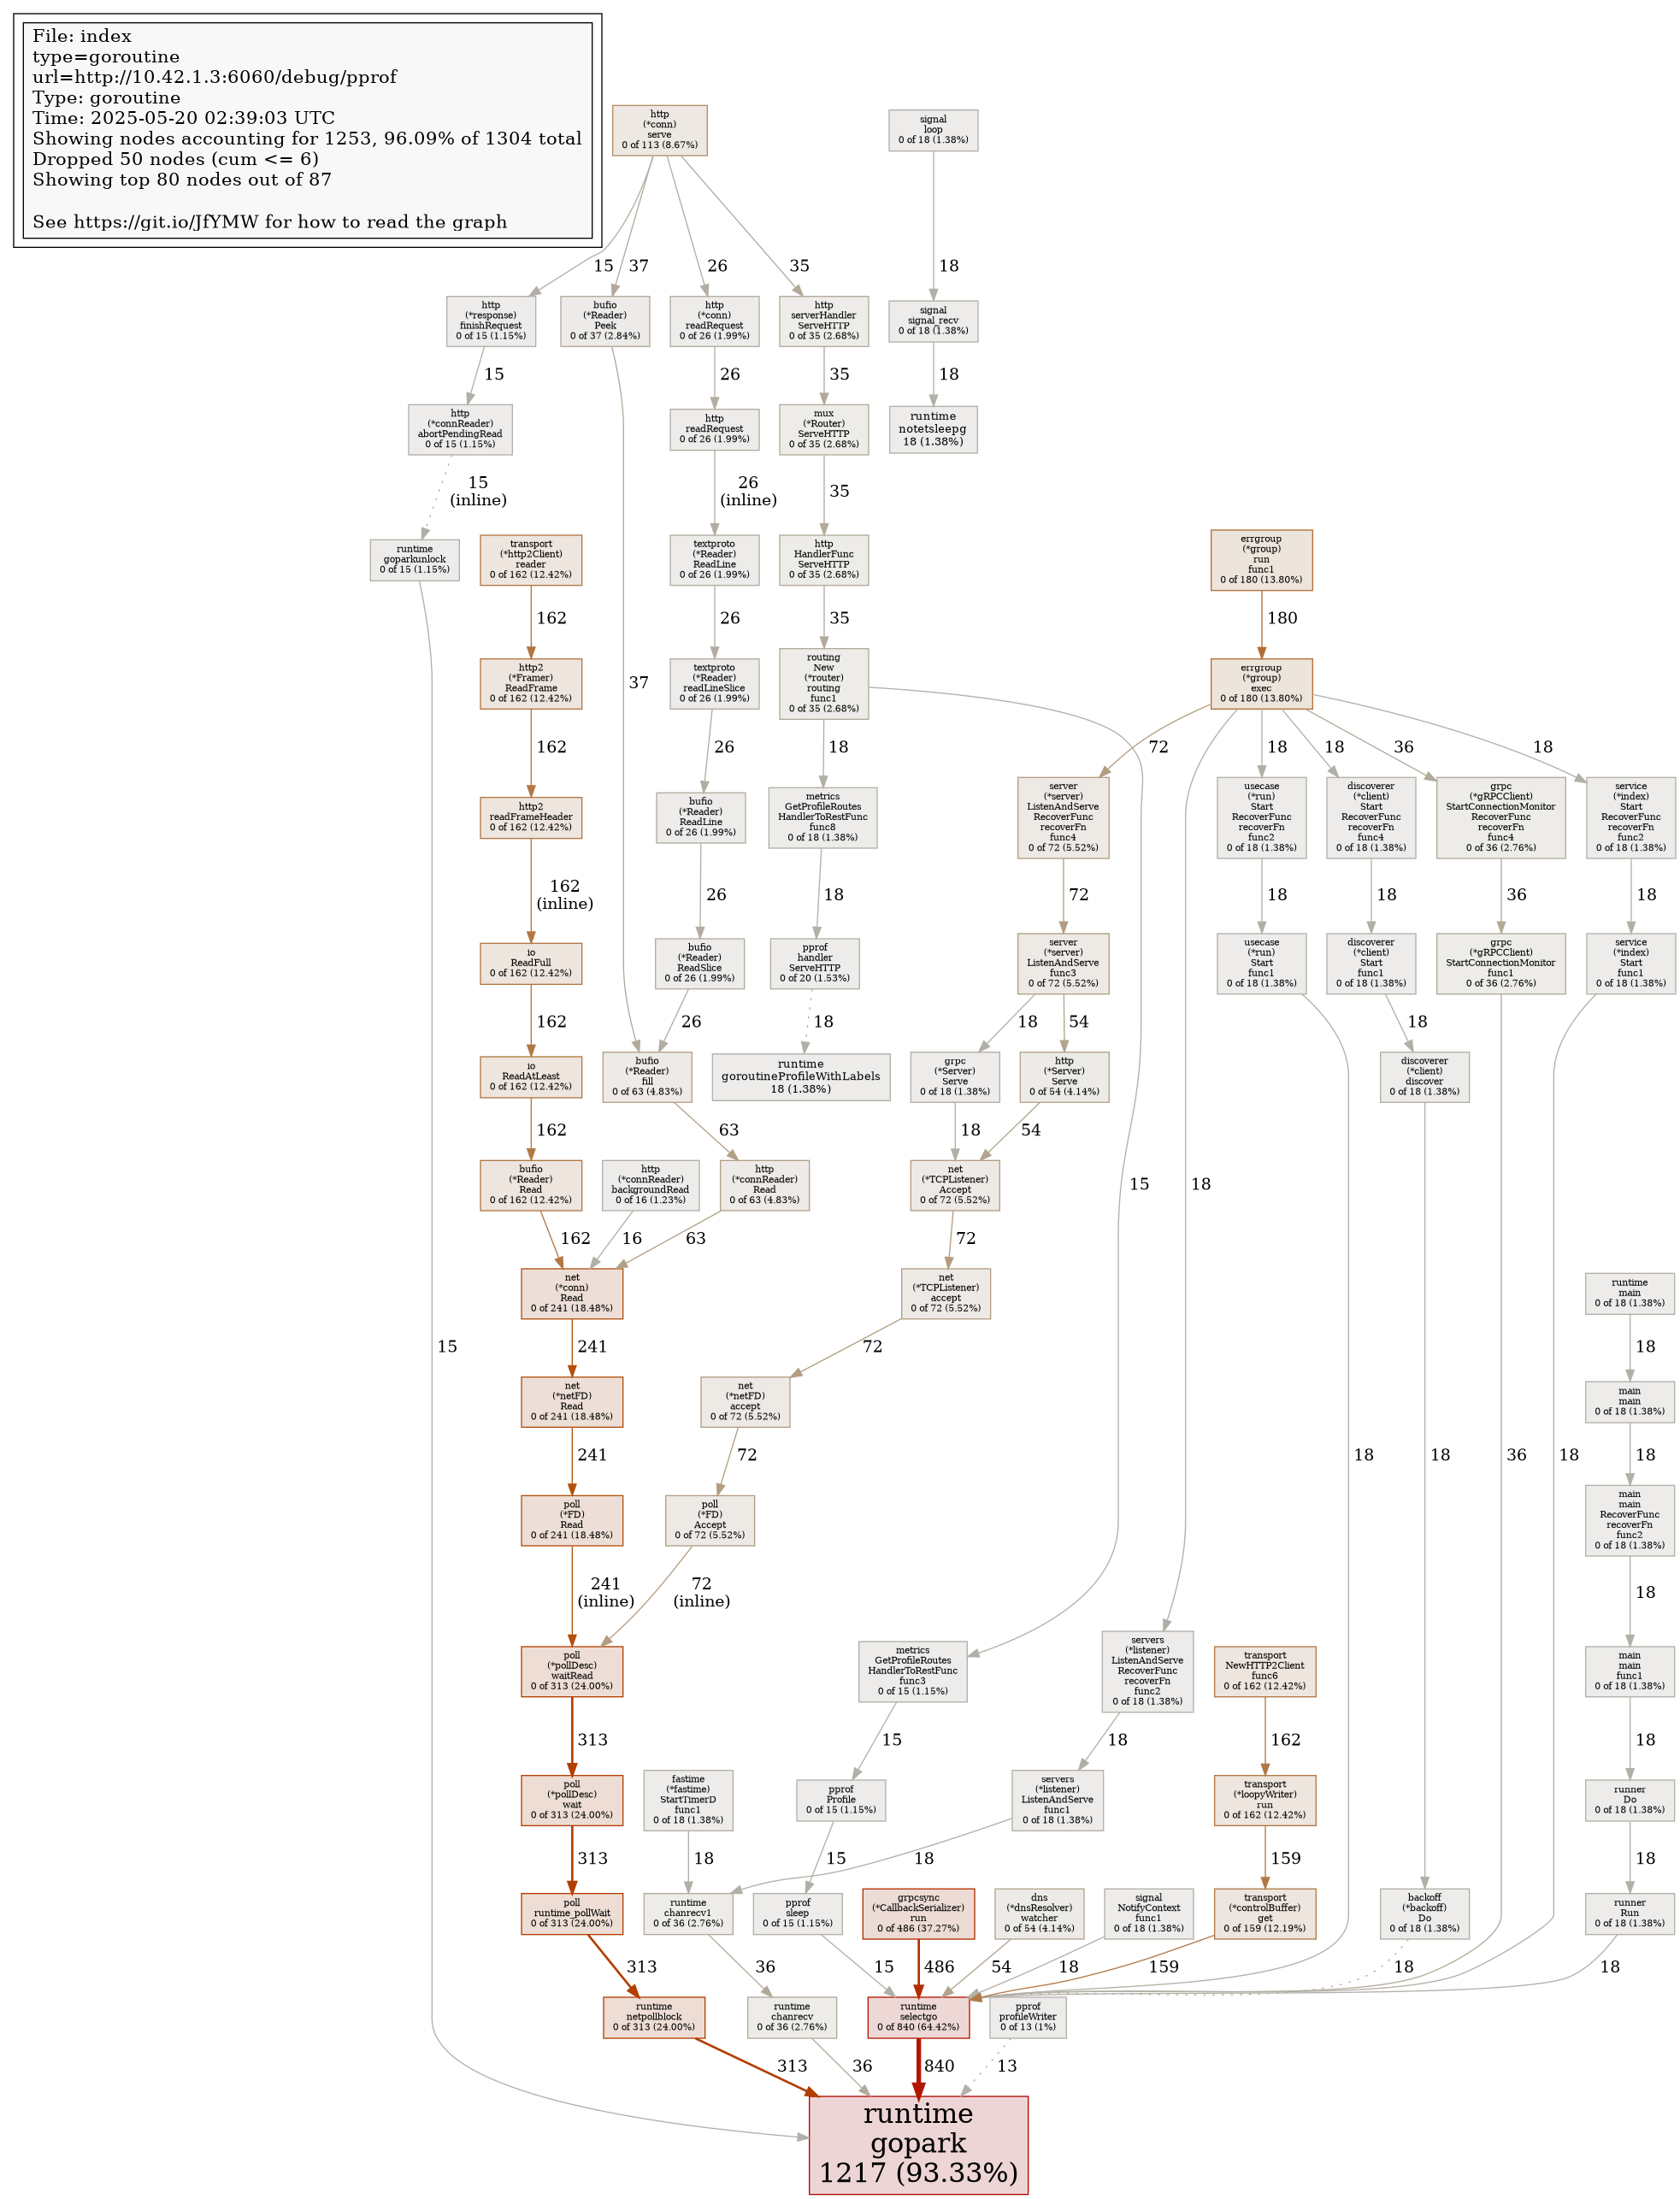 File: index
type=goroutine
url=http://10.42.1.3:6060/debug/pprof
Type: goroutine
Time: 2025-05-20 02:39:03 UTC
Showing nodes accounting for 1253, 96.09% of 1304 total
Dropped 50 nodes (cum <= 6)
Showing top 80 nodes out of 87
See https://git.io/JfYMW for how to read the graph
http
(*conn)
serve
0 of 113 (8.67%)
signal
loop
0 of 18 (1.38%)
15
37
26
35
18
http
(*response)
finishRequest
0 of 15 (1.15%)
bufio
(*Reader)
Peek
0 of 37 (2.84%)
http
(*conn)
readRequest
0 of 26 (1.99%)
http
serverHandler
ServeHTTP
0 of 35 (2.68%)
signal
signal_recv
0 of 18 (1.38%)
15
26
35
18
http
(*connReader)
abortPendingRead
0 of 15 (1.15%)
http
readRequest
0 of 26 (1.99%)
mux
(*Router)
ServeHTTP
0 of 35 (2.68%)
runtime
notetsleepg
18 (1.38%)
15
(inline)
26
(inline)
35
runtime
goparkunlock
0 of 15 (1.15%)
transport
(*http2Client)
reader
0 of 162 (12.42%)
textproto
(*Reader)
ReadLine
0 of 26 (1.99%)
http
HandlerFunc
ServeHTTP
0 of 35 (2.68%)
errgroup
(*group)
run
func1
0 of 180 (13.80%)
162
26
35
180
http2
(*Framer)
ReadFrame
0 of 162 (12.42%)
37
textproto
(*Reader)
readLineSlice
0 of 26 (1.99%)
routing
New
(*router)
routing
func1
0 of 35 (2.68%)
errgroup
(*group)
exec
0 of 180 (13.80%)
162
26
18
72
18
18
36
18
http2
readFrameHeader
0 of 162 (12.42%)
bufio
(*Reader)
ReadLine
0 of 26 (1.99%)
metrics
GetProfileRoutes
HandlerToRestFunc
func8
0 of 18 (1.38%)
server
(*server)
ListenAndServe
RecoverFunc
recoverFn
func4
0 of 72 (5.52%)
usecase
(*run)
Start
RecoverFunc
recoverFn
func2
0 of 18 (1.38%)
discoverer
(*client)
Start
RecoverFunc
recoverFn
func4
0 of 18 (1.38%)
grpc
(*gRPCClient)
StartConnectionMonitor
RecoverFunc
recoverFn
func4
0 of 36 (2.76%)
service
(*index)
Start
RecoverFunc
recoverFn
func2
0 of 18 (1.38%)
162
(inline)
26
18
72
18
18
36
18
io
ReadFull
0 of 162 (12.42%)
bufio
(*Reader)
ReadSlice
0 of 26 (1.99%)
pprof
handler
ServeHTTP
0 of 20 (1.53%)
server
(*server)
ListenAndServe
func3
0 of 72 (5.52%)
usecase
(*run)
Start
func1
0 of 18 (1.38%)
discoverer
(*client)
Start
func1
0 of 18 (1.38%)
grpc
(*gRPCClient)
StartConnectionMonitor
func1
0 of 36 (2.76%)
service
(*index)
Start
func1
0 of 18 (1.38%)
162
26
18
18
54
18
io
ReadAtLeast
0 of 162 (12.42%)
bufio
(*Reader)
fill
0 of 63 (4.83%)
runtime
goroutineProfileWithLabels
18 (1.38%)
grpc
(*Server)
Serve
0 of 18 (1.38%)
http
(*Server)
Serve
0 of 54 (4.14%)
discoverer
(*client)
discover
0 of 18 (1.38%)
162
63
18
54
bufio
(*Reader)
Read
0 of 162 (12.42%)
http
(*connReader)
backgroundRead
0 of 16 (1.23%)
http
(*connReader)
Read
0 of 63 (4.83%)
net
(*TCPListener)
Accept
0 of 72 (5.52%)
15
18
162
16
63
72
net
(*conn)
Read
0 of 241 (18.48%)
net
(*TCPListener)
accept
0 of 72 (5.52%)
runtime
main
0 of 18 (1.38%)
15
241
72
18
net
(*netFD)
Read
0 of 241 (18.48%)
net
(*netFD)
accept
0 of 72 (5.52%)
main
main
0 of 18 (1.38%)
241
72
18
18
36
18
18
poll
(*FD)
Read
0 of 241 (18.48%)
poll
(*FD)
Accept
0 of 72 (5.52%)
main
main
RecoverFunc
recoverFn
func2
0 of 18 (1.38%)
241
(inline)
72
(inline)
18
poll
(*pollDesc)
waitRead
0 of 313 (24.00%)
metrics
GetProfileRoutes
HandlerToRestFunc
func3
0 of 15 (1.15%)
servers
(*listener)
ListenAndServe
RecoverFunc
recoverFn
func2
0 of 18 (1.38%)
transport
NewHTTP2Client
func6
0 of 162 (12.42%)
main
main
func1
0 of 18 (1.38%)
313
15
18
162
18
poll
(*pollDesc)
wait
0 of 313 (24.00%)
fastime
(*fastime)
StartTimerD
func1
0 of 18 (1.38%)
pprof
Profile
0 of 15 (1.15%)
servers
(*listener)
ListenAndServe
func1
0 of 18 (1.38%)
transport
(*loopyWriter)
run
0 of 162 (12.42%)
runner
Do
0 of 18 (1.38%)
313
18
15
18
159
18
poll
runtime_pollWait
0 of 313 (24.00%)
runtime
chanrecv1
0 of 36 (2.76%)
pprof
sleep
0 of 15 (1.15%)
grpcsync
(*CallbackSerializer)
run
0 of 486 (37.27%)
dns
(*dnsResolver)
watcher
0 of 54 (4.14%)
signal
NotifyContext
func1
0 of 18 (1.38%)
transport
(*controlBuffer)
get
0 of 159 (12.19%)
backoff
(*backoff)
Do
0 of 18 (1.38%)
runner
Run
0 of 18 (1.38%)
313
36
15
486
54
18
159
18
18
runtime
netpollblock
0 of 313 (24.00%)
runtime
chanrecv
0 of 36 (2.76%)
runtime
selectgo
0 of 840 (64.42%)
pprof
profileWriter
0 of 13 (1%)
313
36
840
13
runtime
gopark
1217 (93.33%)